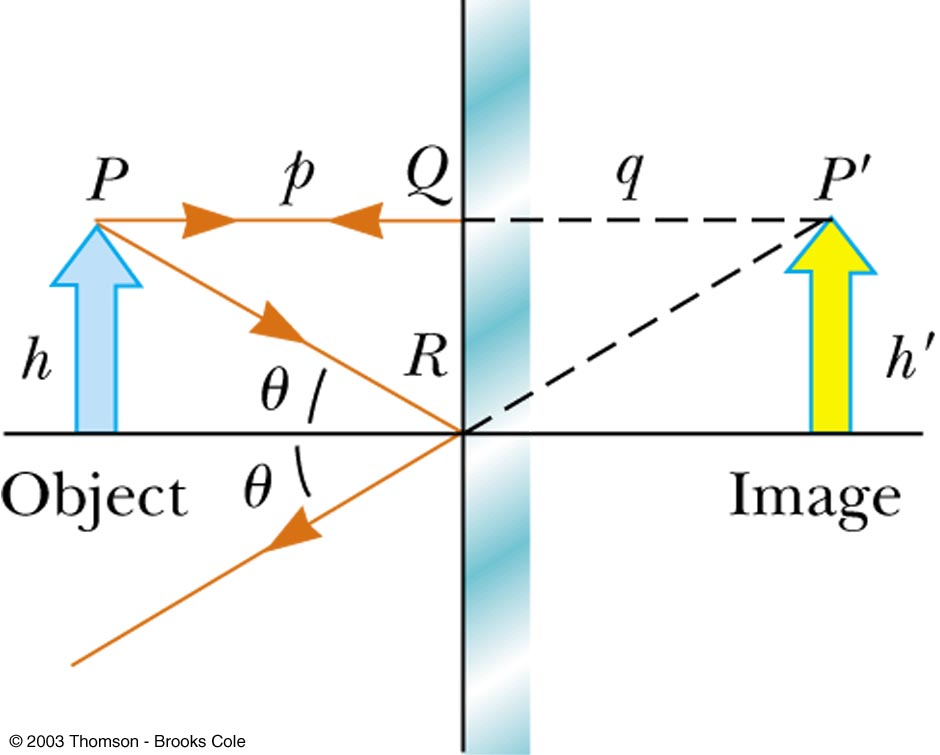 P p Q q P′
h θ R h′
Object θ Image
© 2003 Thomson - Brooks Cole